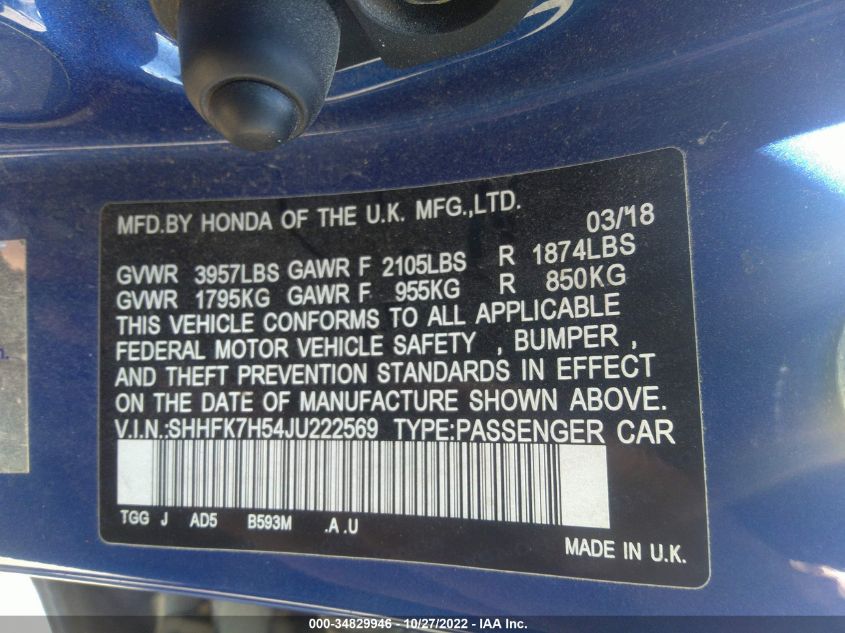 MFD.BY HONDA OF THE U.K. MFG.,LTD. 03/'18
GVWR 3957LBS GAWR F 2105LBS R 1874LBS
GVWR 1795KG GAWR F 955KG R 850KG
THIS VEHICLE CONFORMS TO ALL APPLICABLE
FEDERAL MOTOR VEHICLE SAFETY , BUMPER ,
AND THEFT PREVENTION STANDARDS IN EFFECT
ON THE DATE OF MANUFACTURE SHOWN ABOVE.
V.I.N.:SHHFK7H54JU222569 TYPE:PASSENGER CAR
TGG J AD5 B593M .A .U
MADE IN U.K.
000-34829946 - 10/27/2022 - IAA Inc.